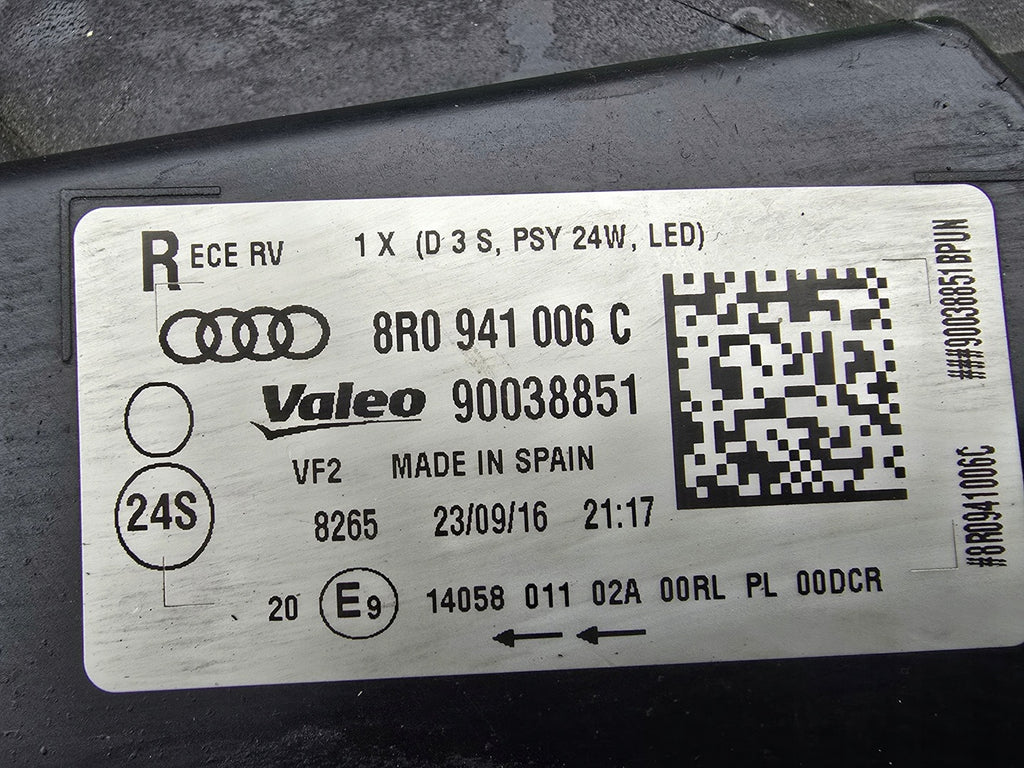 R ECE RV 1 X (D 3 S, PSY 24W, LED)
8R0 941 006 C
Valeo 90038851
VF2 MADE IN SPAIN
24S
8265 23/09/16 21:17
20 E9 14058 011 02A 00RL PL 00DCR
###90038851BPUN
#8R0941006C